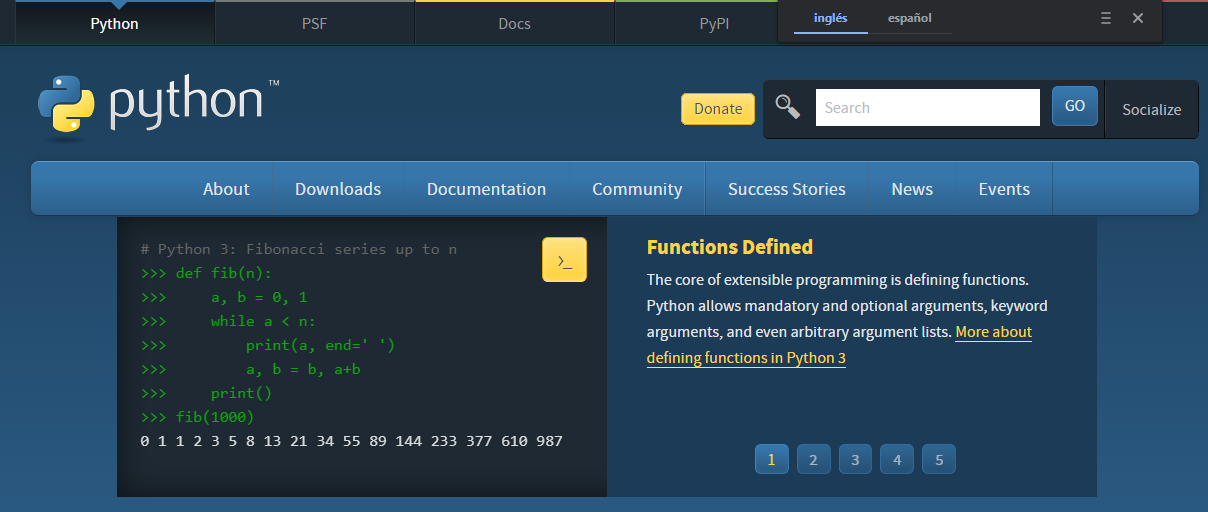 Python PSF Docs PyPI inglés español
python™
Donate Search GO Socialize
About Downloads Documentation Community Success Stories News Events
# Python 3: Fibonacci series up to n
>>> def fib(n):
>>>     a, b = 0, 1
>>>     while a < n:
>>>         print(a, end=' ')
>>>         a, b = b, a+b
>>>     print()
>>> fib(1000)
0 1 1 2 3 5 8 13 21 34 55 89 144 233 377 610 987
>_
Functions Defined
The core of extensible programming is defining functions.
Python allows mandatory and optional arguments, keyword
arguments, and even arbitrary argument lists. More about
defining functions in Python 3
1 2 3 4 5